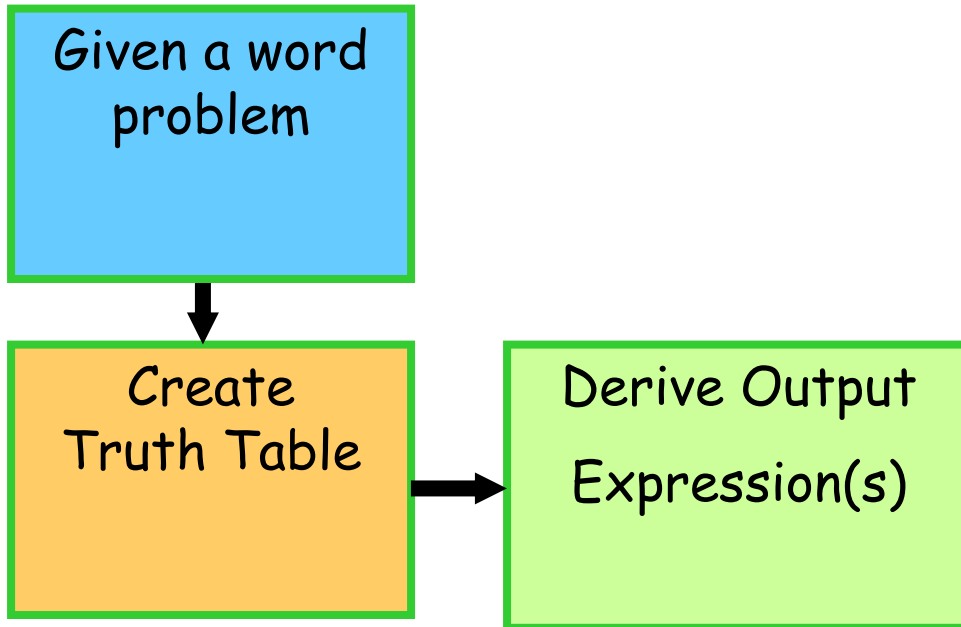 Given a word
problem
Create
Truth Table
Derive Output
Expression(s)